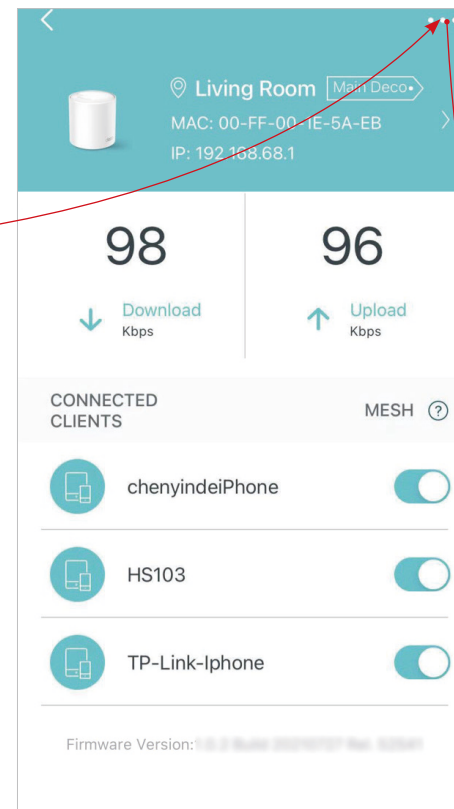 Living Room Main Deco
MAC: 00-FF-00-1E-5A-EB
IP: 192.168.68.1
98 96
Download Upload
Kbps Kbps
CONNECTED
CLIENTS
MESH ?
chenyindeiPhone
HS103
TP-Link-Iphone
Firmware Version: